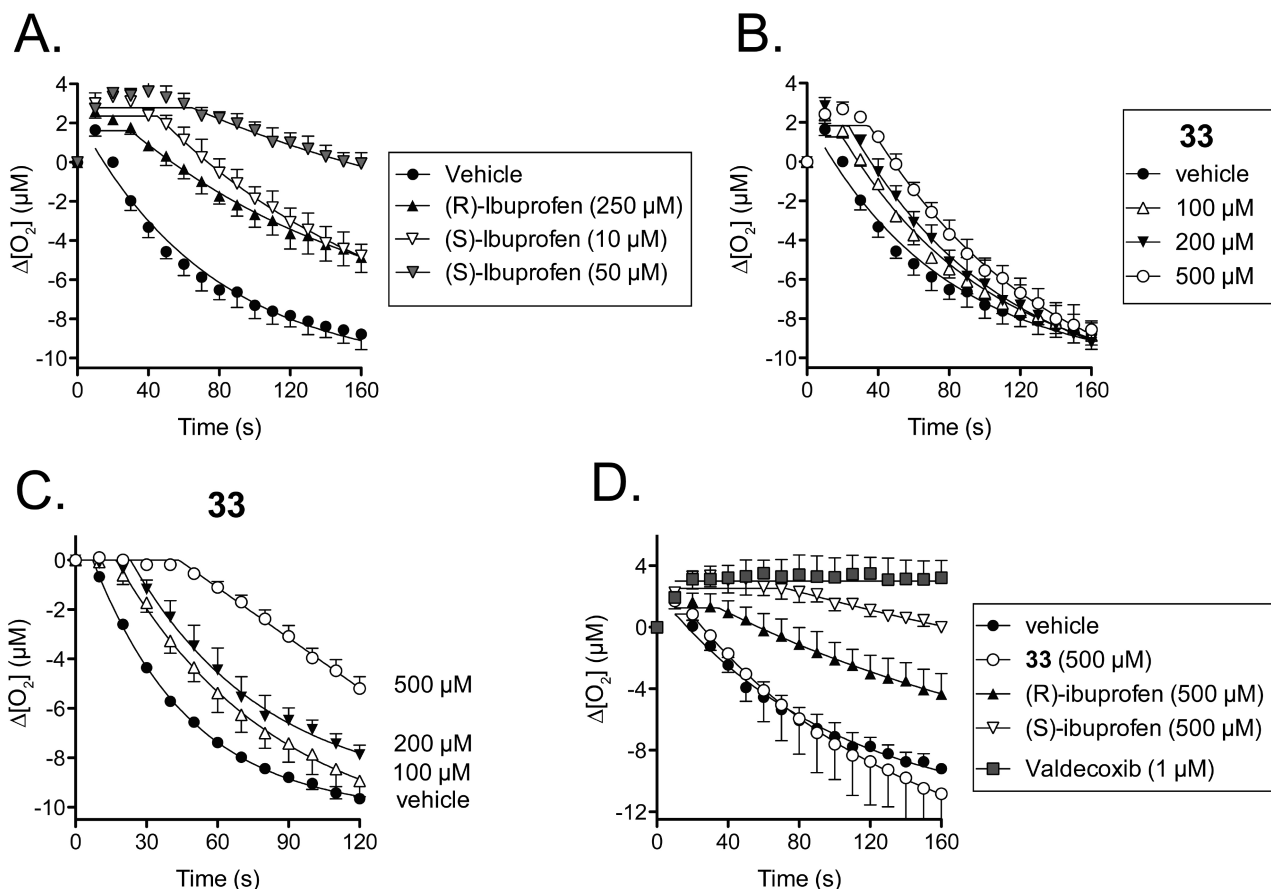 A.
4
2
0
-2
-4
-6
-8
-10
Δ[O2] (µM)
0 40 80 120 160
Time (s)
Vehicle
(R)-Ibuprofen (250 µM)
(S)-Ibuprofen (10 µM)
(S)-Ibuprofen (50 µM)
B.
4
2
0
-2
-4
-6
-8
-10
Δ[O2] (µM)
0 40 80 120 160
Time (s)
33
vehicle
100 µM
200 µM
500 µM
C.
33
0
-2
-4
-6
-8
-10
Δ[O2] (µM)
0 30 60 90 120
Time (s)
500 µM
200 µM
100 µM
vehicle
D.
4
0
-4
-8
-12
Δ[O2] (µM)
0 40 80 120 160
Time (s)
vehicle
33 (500 µM)
(R)-ibuprofen (500 µM)
(S)-ibuprofen (500 µM)
Valdecoxib (1 µM)